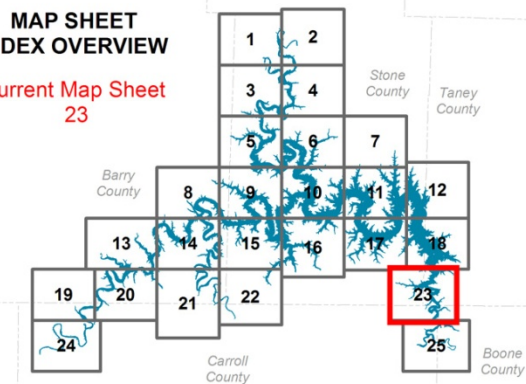 MAP SHEET
DEX OVERVIEW
urrent Map Sheet
23
1
2
3
4
Stone
County
Taney
County
5
6
7
Barry
County
8
9
10
11
12
13
14
15
16
17
18
19
20
21
22
23
24
25
Carroll
County
Boone
County